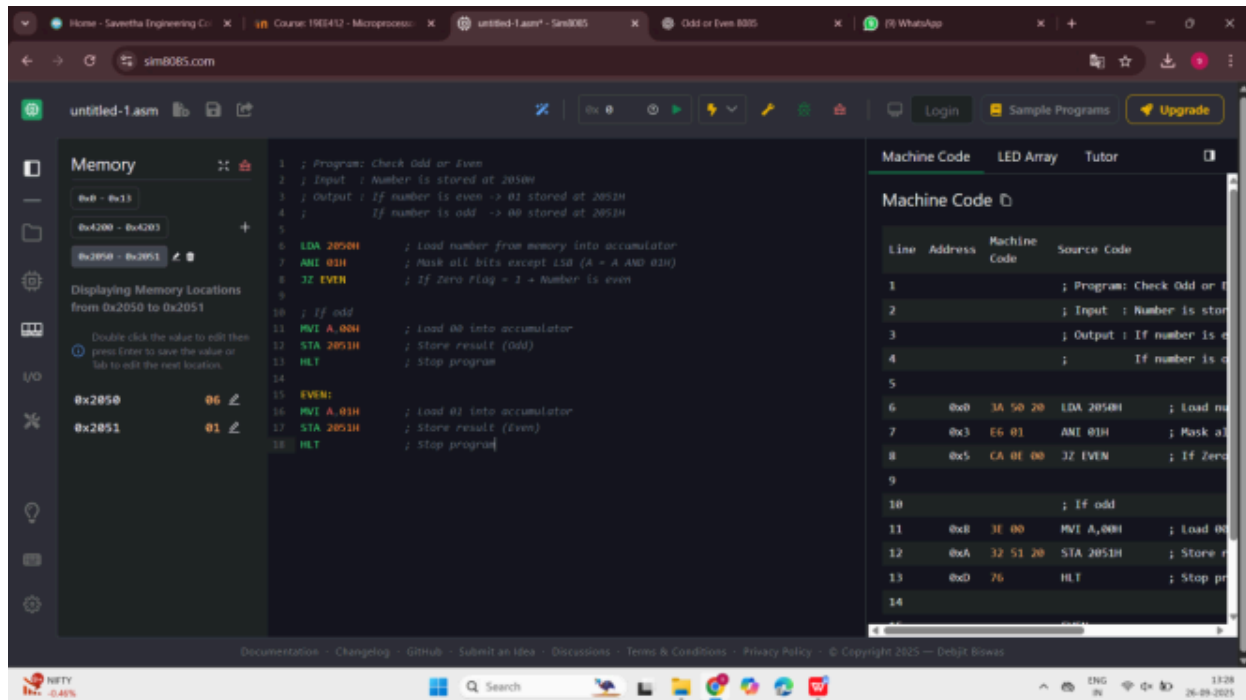 Home - Saveetha Engineering Co
Course: 19EE412 - Microprocesso
untitled-1.asm* - Sim8085
Odd or Even 8085
(9) WhatsApp
sim8085.com
untitled-1.asm
0x 0
Login
Sample Programs
Upgrade
Memory
0x0 - 0x13
0x4200 - 0x4203
0x2050 - 0x2051
Displaying Memory Locations
from 0x2050 to 0x2051
Double click the value to edit then
press Enter to save the value or
Tab to edit the next location.
0x2050 06
0x2051 01
I/O
1 ; Program: Check Odd or Even
2 ; Input : Number is stored at 2050H
3 ; Output : If number is even -> 01 stored at 2051H
4 ; If number is odd -> 00 stored at 2051H
5
6 LDA 2050H ; Load number from memory into accumulator
7 ANI 01H ; Mask all bits except LSB (A = A AND 01H)
8 JZ EVEN ; If Zero Flag = 1 → Number is even
9
10 ; If odd
11 MVI A,00H ; Load 00 into accumulator
12 STA 2051H ; Store result (Odd)
13 HLT ; Stop program
14
15 EVEN:
16 MVI A,01H ; Load 01 into accumulator
17 STA 2051H ; Store result (Even)
18 HLT ; Stop program
Machine Code LED Array Tutor
Machine Code
Line Address Machine Code Source Code
1 ; Program: Check Odd or E
2 ; Input : Number is stor
3 ; Output : If number is e
4 ; If number is o
5
6 0x0 3A 50 20 LDA 2050H ; Load nu
7 0x3 E6 01 ANI 01H ; Mask al
8 0x5 CA 0E 00 JZ EVEN ; If Zero
9
10 ; If odd
11 0x8 3E 00 MVI A,00H ; Load 00
12 0xA 32 51 20 STA 2051H ; Store r
13 0xD 76 HLT ; Stop pr
14
Documentation - Changelog - GitHub - Submit an Idea - Discussions - Terms & Conditions - Privacy Policy - © Copyright 2025 — Debjit Biswas
NIFTY
-0.46%
Search
ENG
IN
13:28
26-09-2025